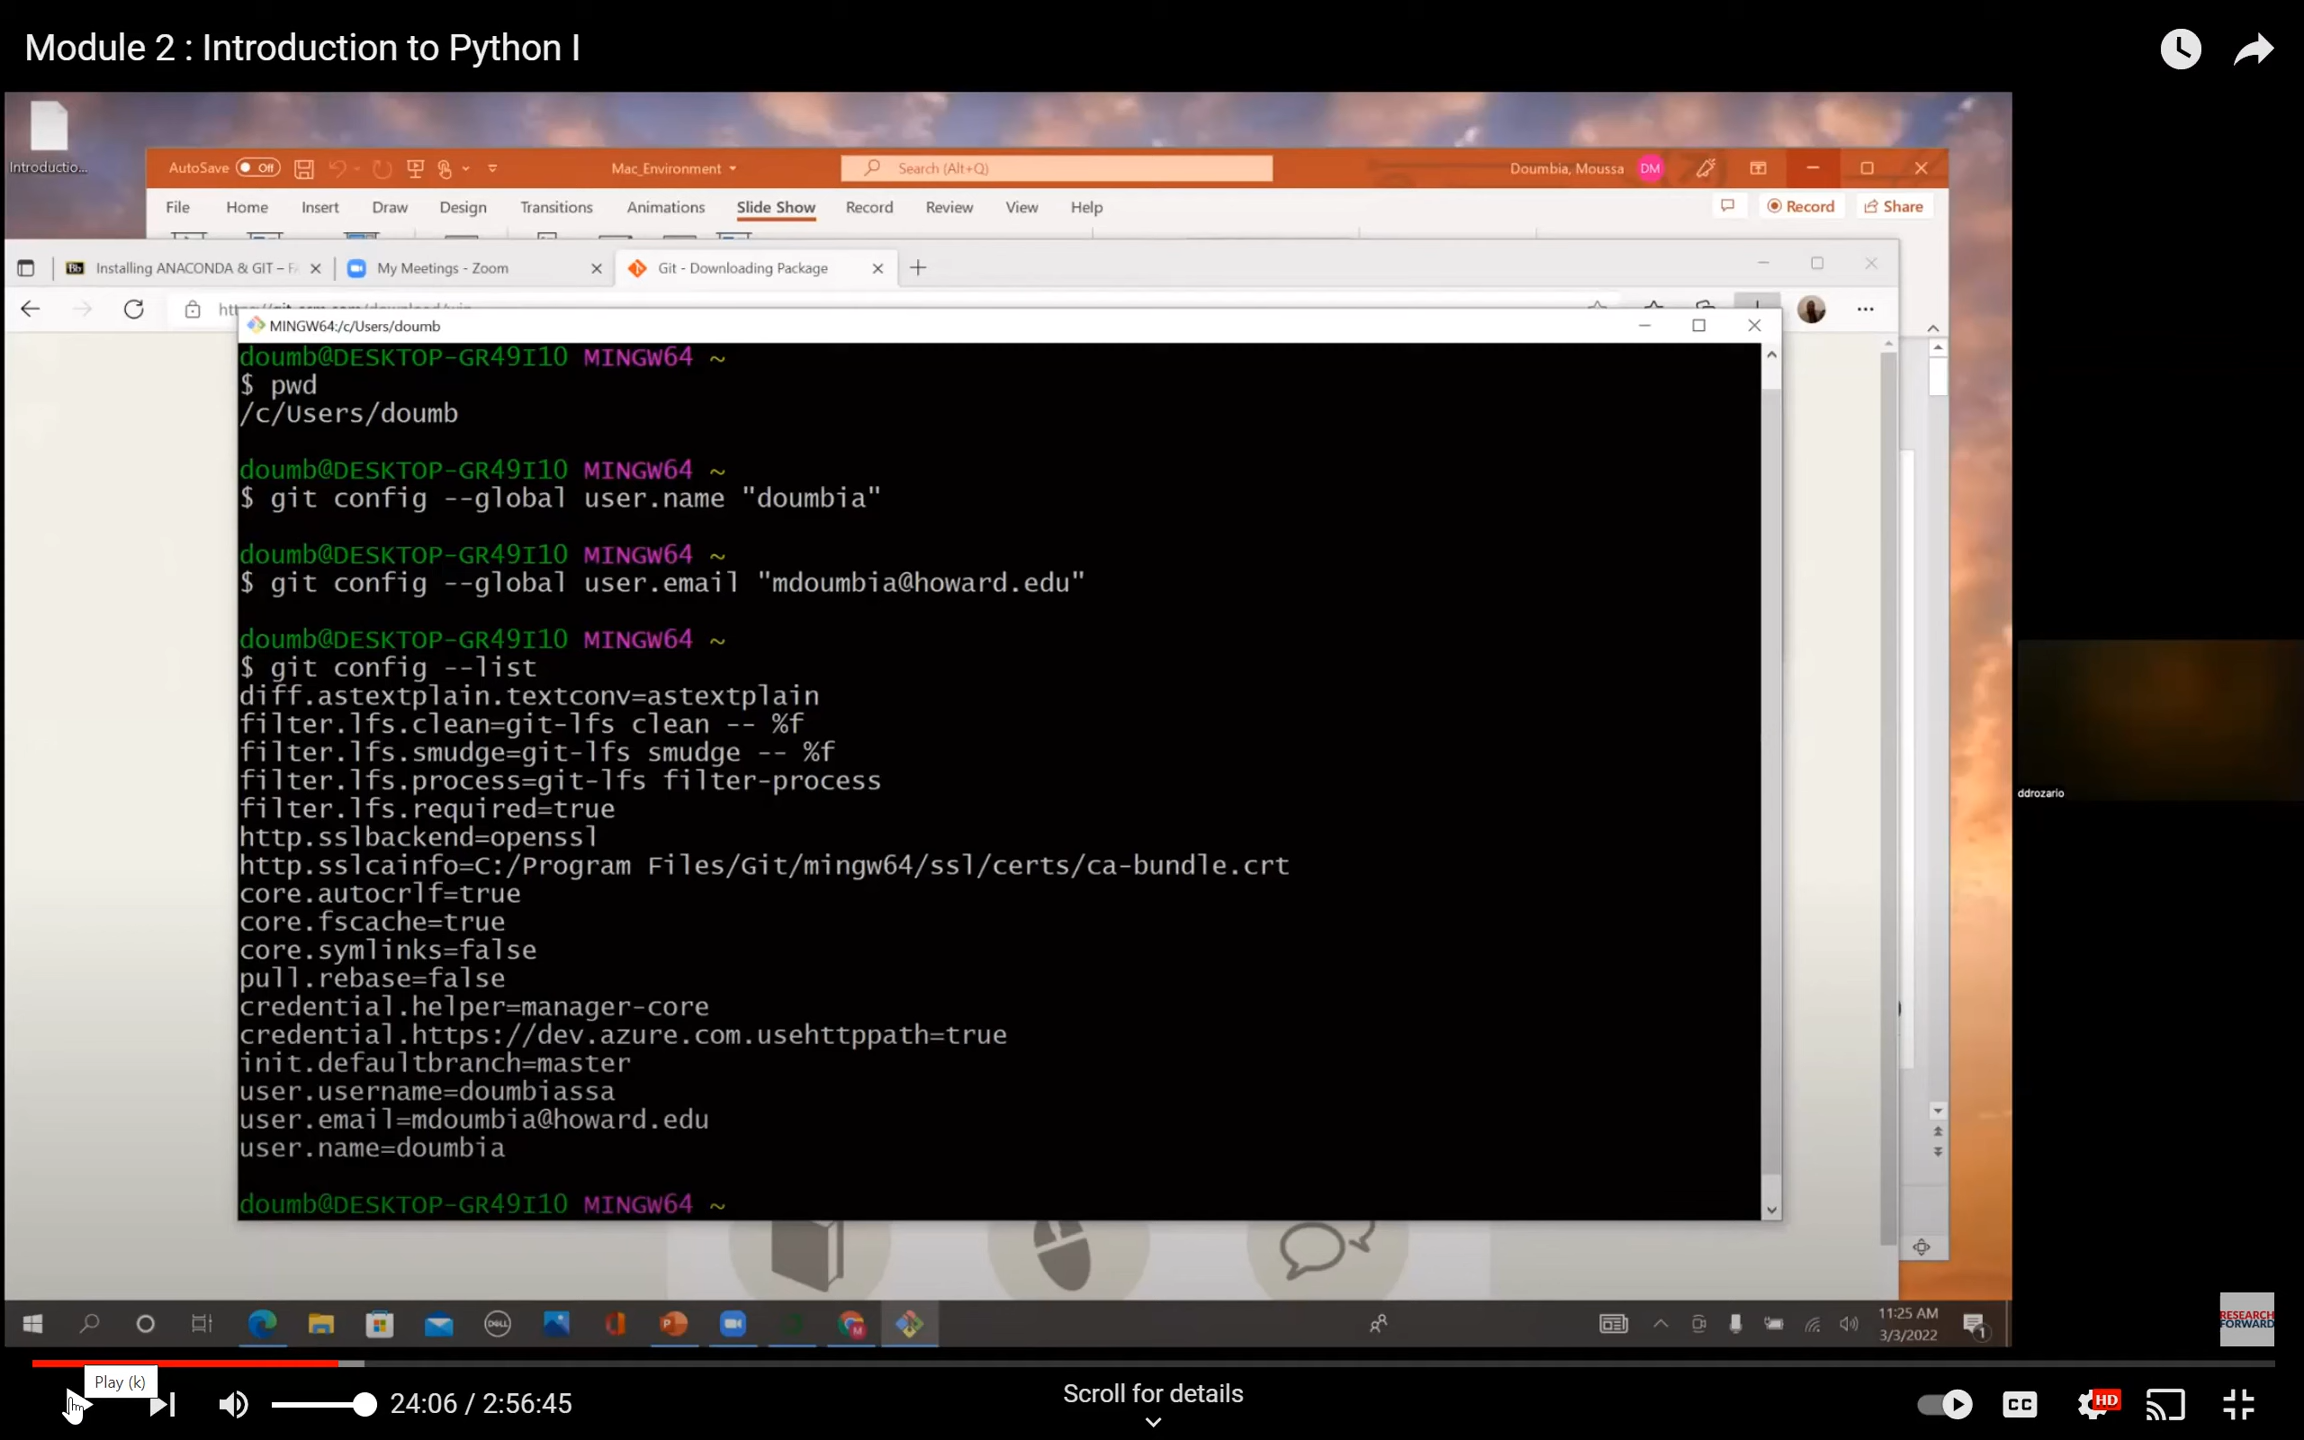 Module 2 : Introduction to Python I
Introductio...
AutoSave Off
Mac_Environment
Search (Alt+Q)
Doumbia, Moussa DM
File Home Insert Draw Design Transitions Animations Slide Show Record Review View Help
Record Share
Installing ANACONDA & GIT – FA
My Meetings - Zoom
Git - Downloading Package
MINGW64:/c/Users/doumb
doumb@DESKTOP-GR49I10 MINGW64 ~
$ pwd
/c/Users/doumb
doumb@DESKTOP-GR49I10 MINGW64 ~
$ git config --global user.name "doumbia"
doumb@DESKTOP-GR49I10 MINGW64 ~
$ git config --global user.email "mdoumbia@howard.edu"
doumb@DESKTOP-GR49I10 MINGW64 ~
$ git config --list
diff.astextplain.textconv=astextplain
filter.lfs.clean=git-lfs clean -- %f
filter.lfs.smudge=git-lfs smudge -- %f
filter.lfs.process=git-lfs filter-process
filter.lfs.required=true
http.sslbackend=openssl
http.sslcainfo=C:/Program Files/Git/mingw64/ssl/certs/ca-bundle.crt
core.autocrlf=true
core.fscache=true
core.symlinks=false
pull.rebase=false
credential.helper=manager-core
credential.https://dev.azure.com.usehttppath=true
init.defaultbranch=master
user.username=doumbiassa
user.email=mdoumbia@howard.edu
user.name=doumbia
doumb@DESKTOP-GR49I10 MINGW64 ~
ddrozario
DELL
11:25 AM
3/3/2022
1
RESEARCH
FORWARD
Play (k)
24:06 / 2:56:45
Scroll for details
CC
HD